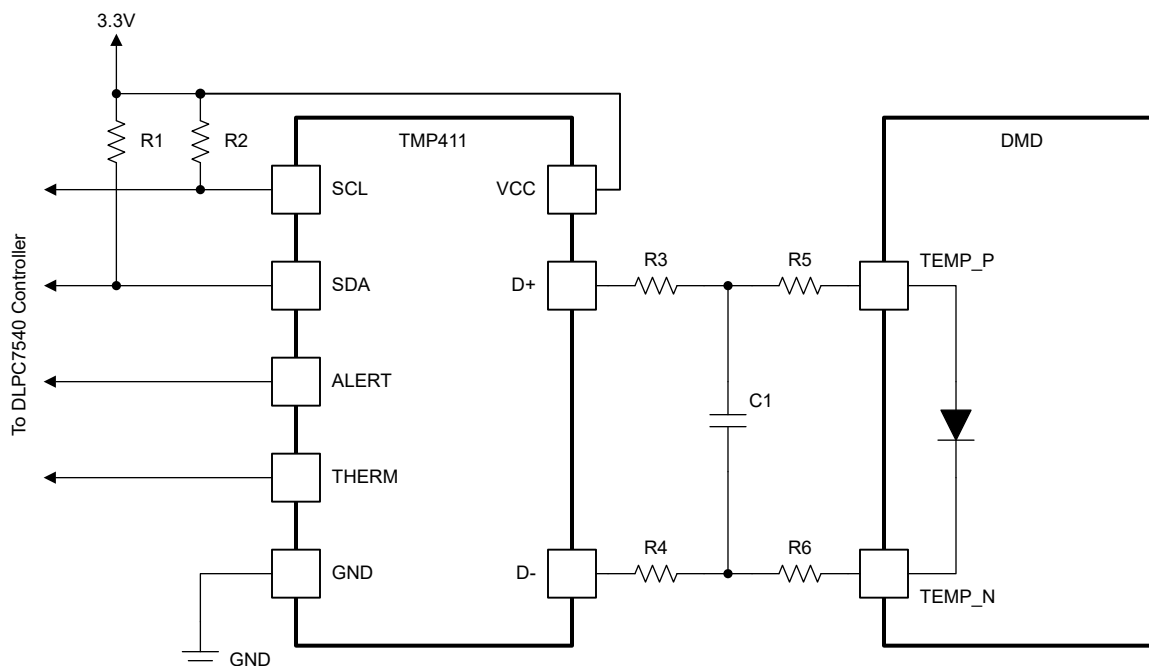 3.3V
R1
R2
TMP411
DMD
SCL
VCC
R3
R5
TEMP_P
SDA
D+
To DLPC7540 Controller
ALERT
C1
THERM
R4
R6
GND
D-
TEMP_N
GND